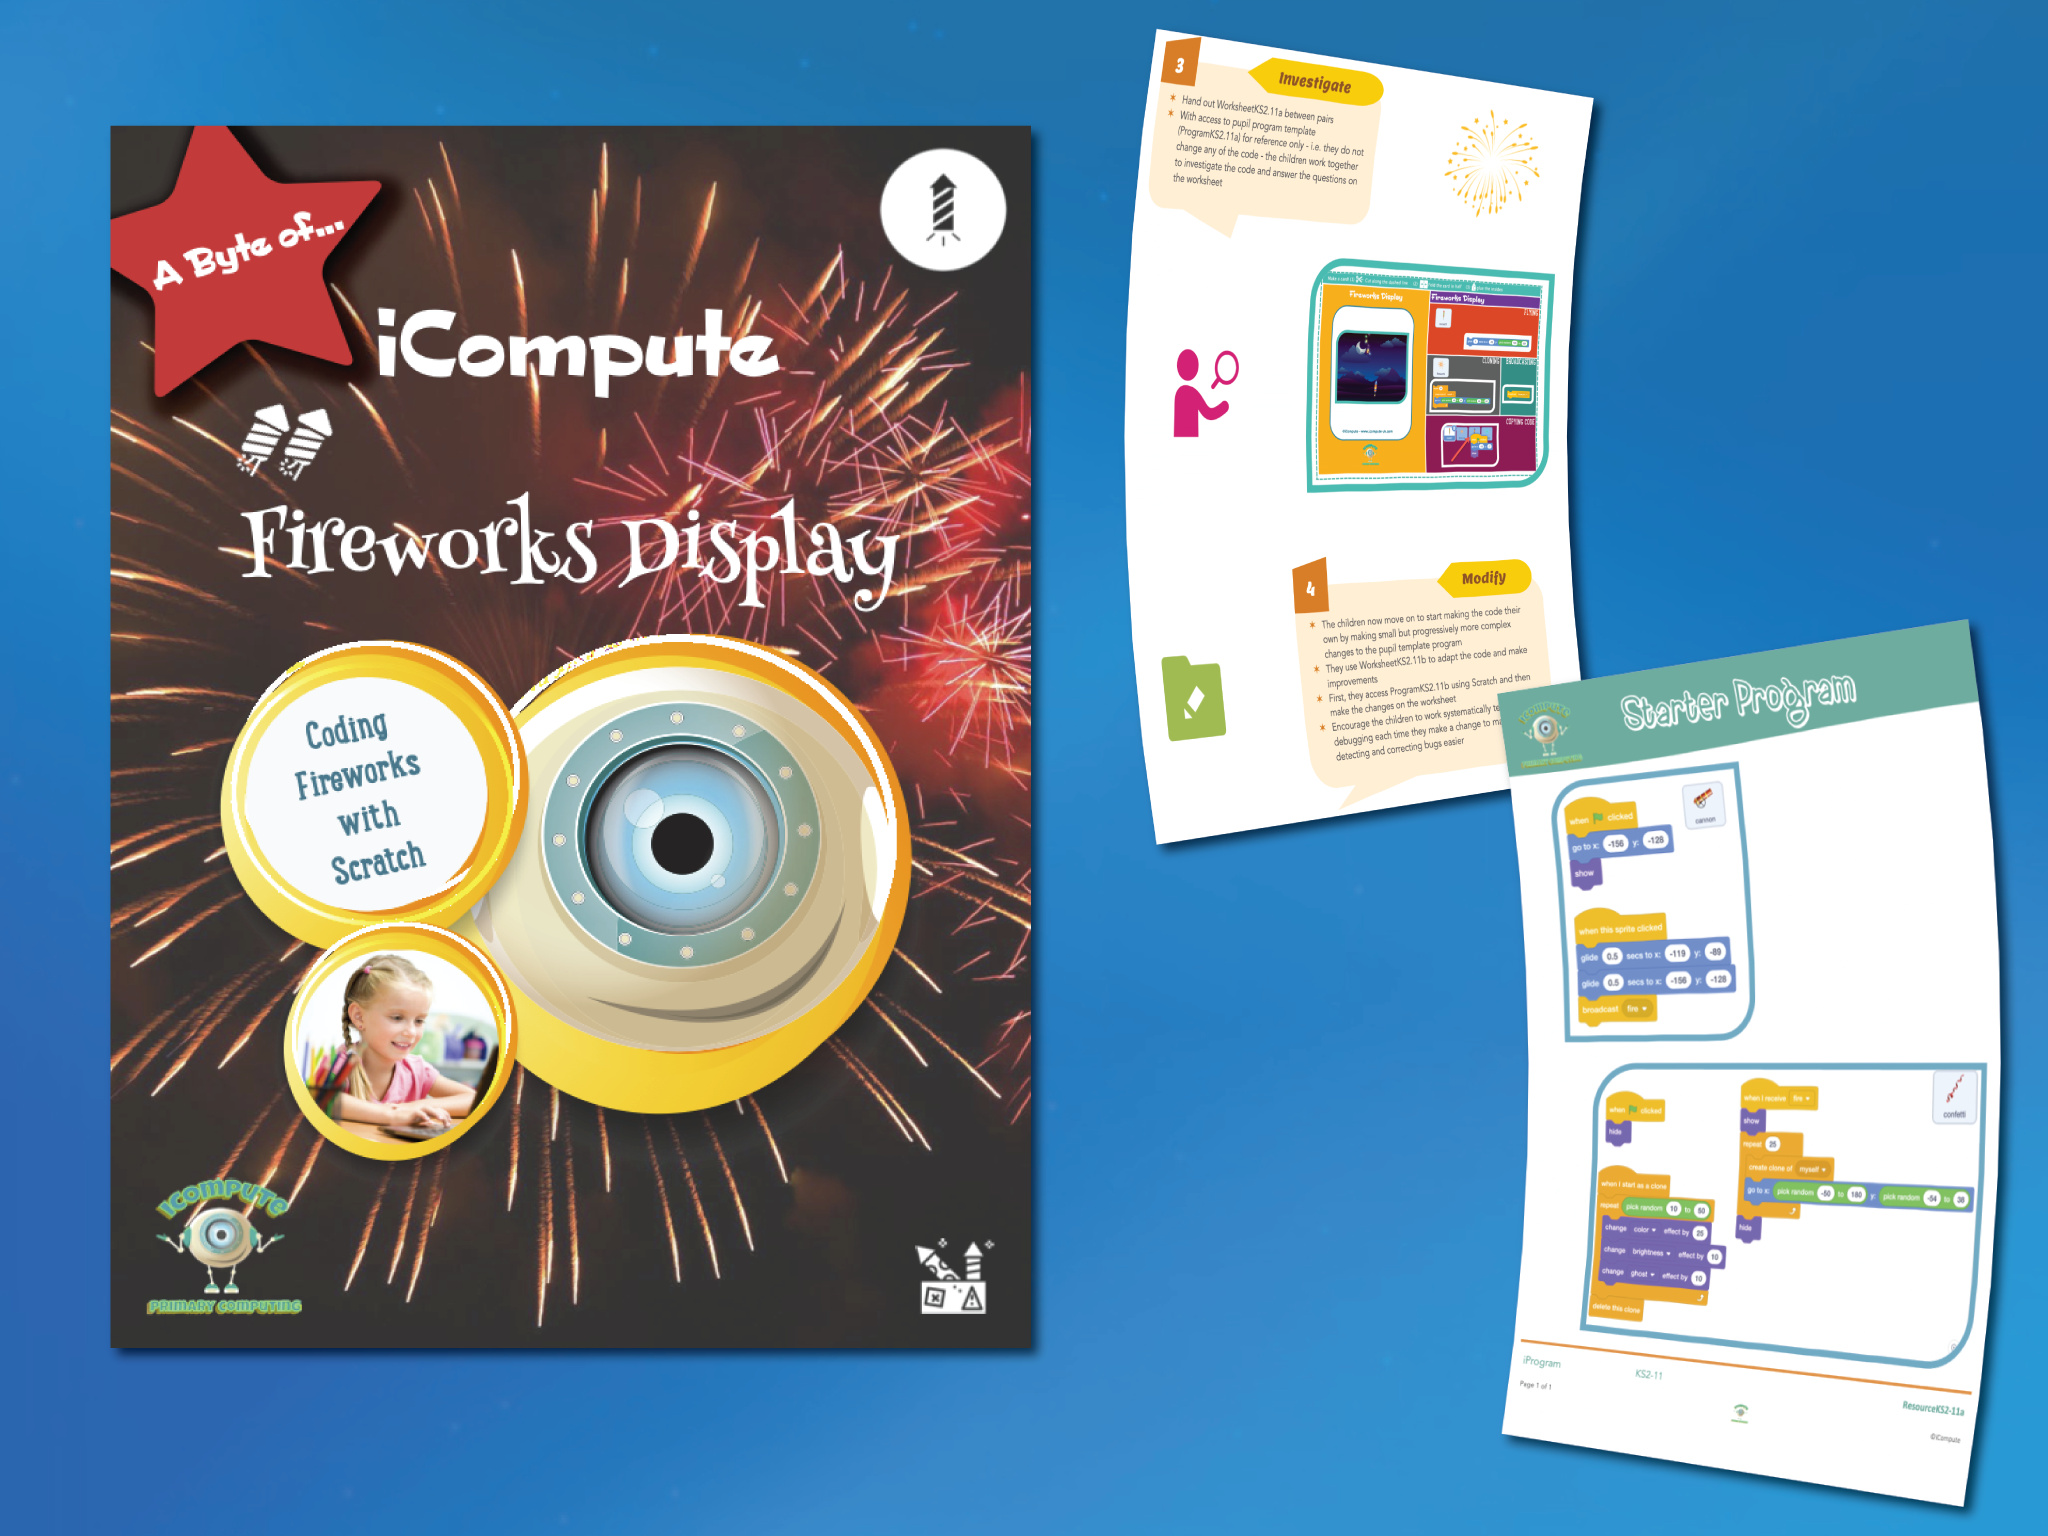 A Byte of...
iCompute
Fireworks Display
Coding
Fireworks
with
Scratch
iCOMPUTE
PRIMARY COMPUTING
3
Investigate
Hand out WorksheetKS2.11a between pairs
With access to pupil program template
(ProgramKS2.11a) for reference only - i.e. they do not
change any of the code - the children work together
to investigate the code and answer the questions on
the worksheet
Fireworks Display
Fireworks Display
FLYING
CLONING
BROADCASTING
COPYING CODE
4
Modify
The children now move on to start making the code their
own by making small but progressively more complex
changes to the pupil template program
They use WorksheetKS2.11b to adapt the code and make
improvements
First, they access ProgramKS2.11b using Scratch and then
make the changes on the worksheet
Encourage the children to work systematically
debugging each time they make a change to
detecting and correcting bugs easier
Starter Program
iCOMPUTE
PRIMARY COMPUTING
when clicked
go to x: -156 y: -128
show
cannon
when this sprite clicked
glide 0.5 secs to x: -119 y: -89
glide 0.5 secs to x: -156 y: -128
broadcast fire
when clicked
hide
when I start as a clone
repeat pick random 10 to 50
change color effect by 25
change brightness effect by 10
change ghost effect by 10
delete this clone
when I receive fire
show
repeat 25
create clone of myself
go to x: pick random -50 to 180 y: pick random -54 to 38
hide
confetti
iProgram
KS2-11
ResourceKS2-11a
Page 1 of 1
©iCompute